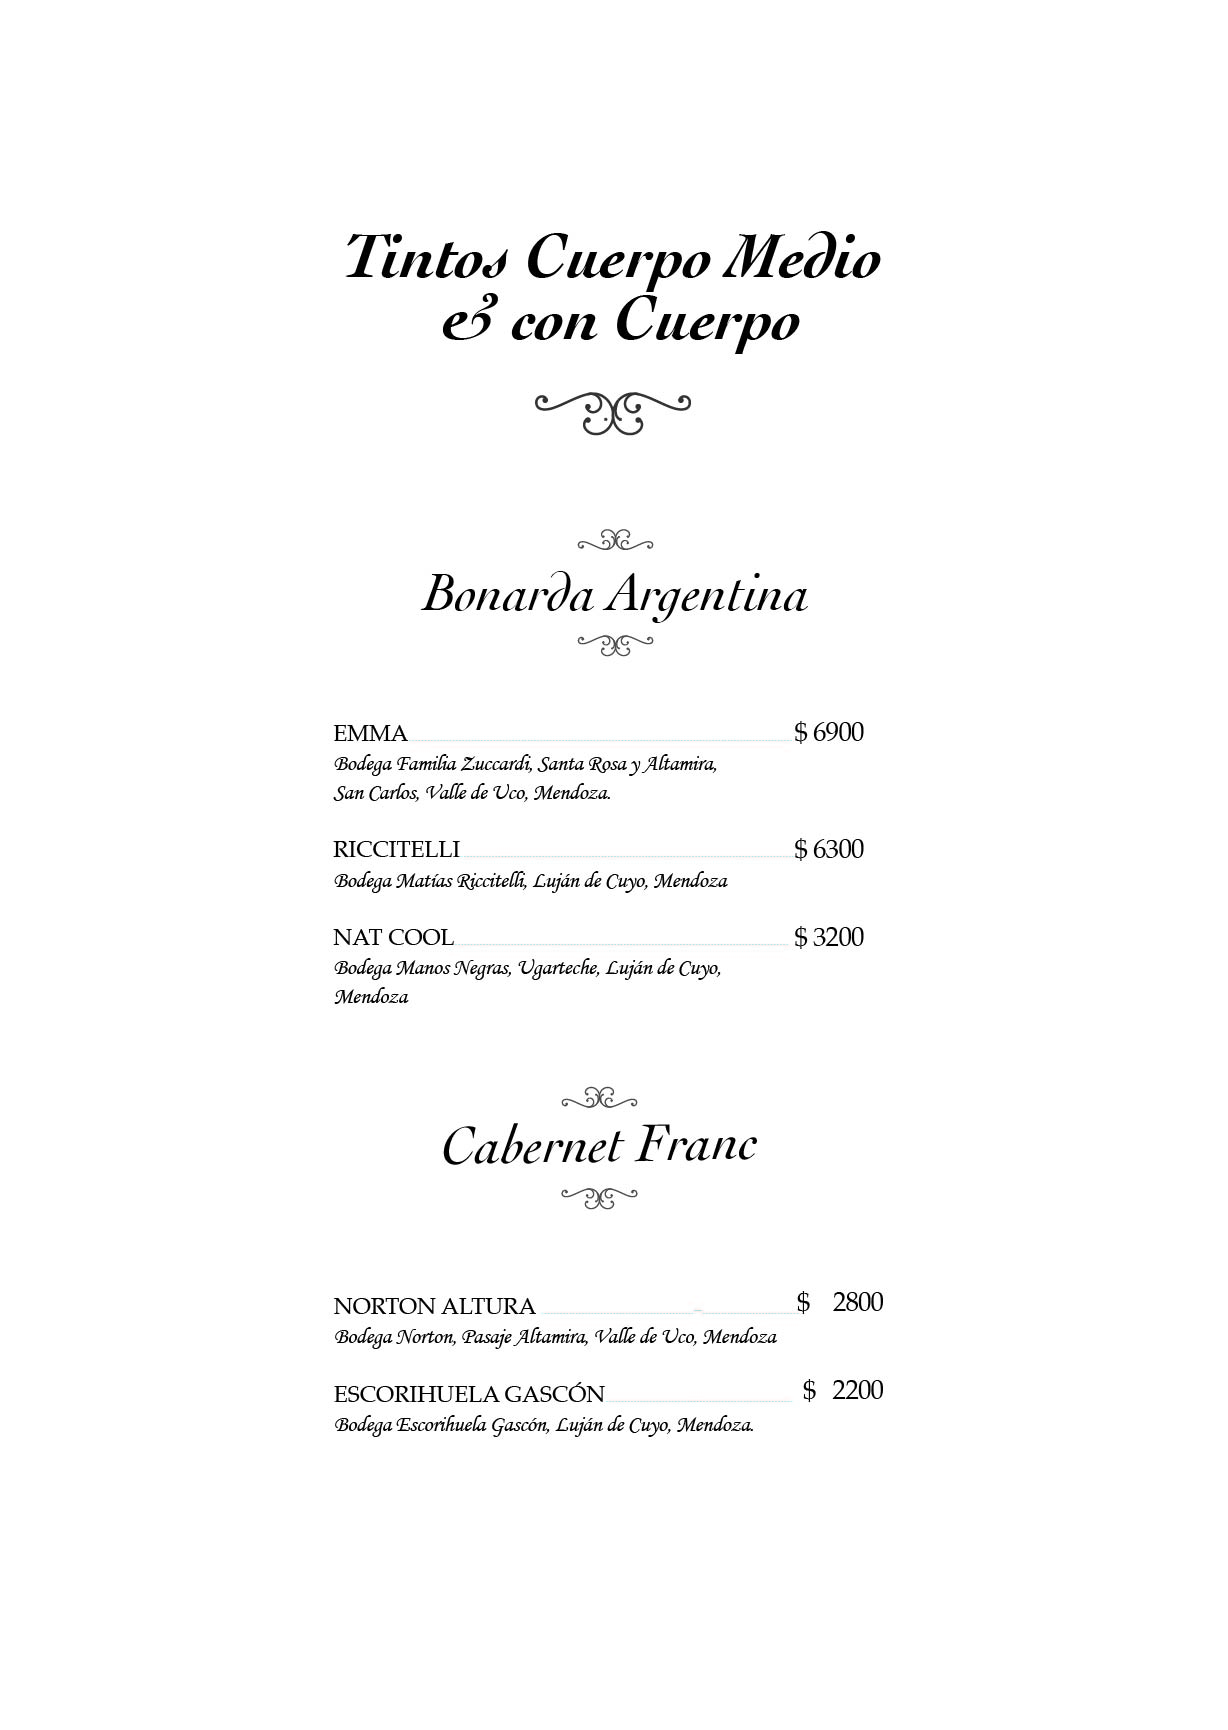 Tintos Cuerpo Medio
& con Cuerpo
Bonarda Argentina
EMMA $ 6900
Bodega Familia Zuccardi, Santa Rosa y Altamira,
San Carlos, Valle de Uco, Mendoza.
RICCITELLI $ 6300
Bodega Matías Riccitelli, Luján de Cuyo, Mendoza
NAT COOL $ 3200
Bodega Manos Negras, Ugarteche, Luján de Cuyo,
Mendoza
Cabernet Franc
NORTON ALTURA $ 2800
Bodega Norton, Pasaje Altamira, Valle de Uco, Mendoza
ESCORIHUELA GASCÓN $ 2200
Bodega Escorihuela Gascón, Luján de Cuyo, Mendoza.